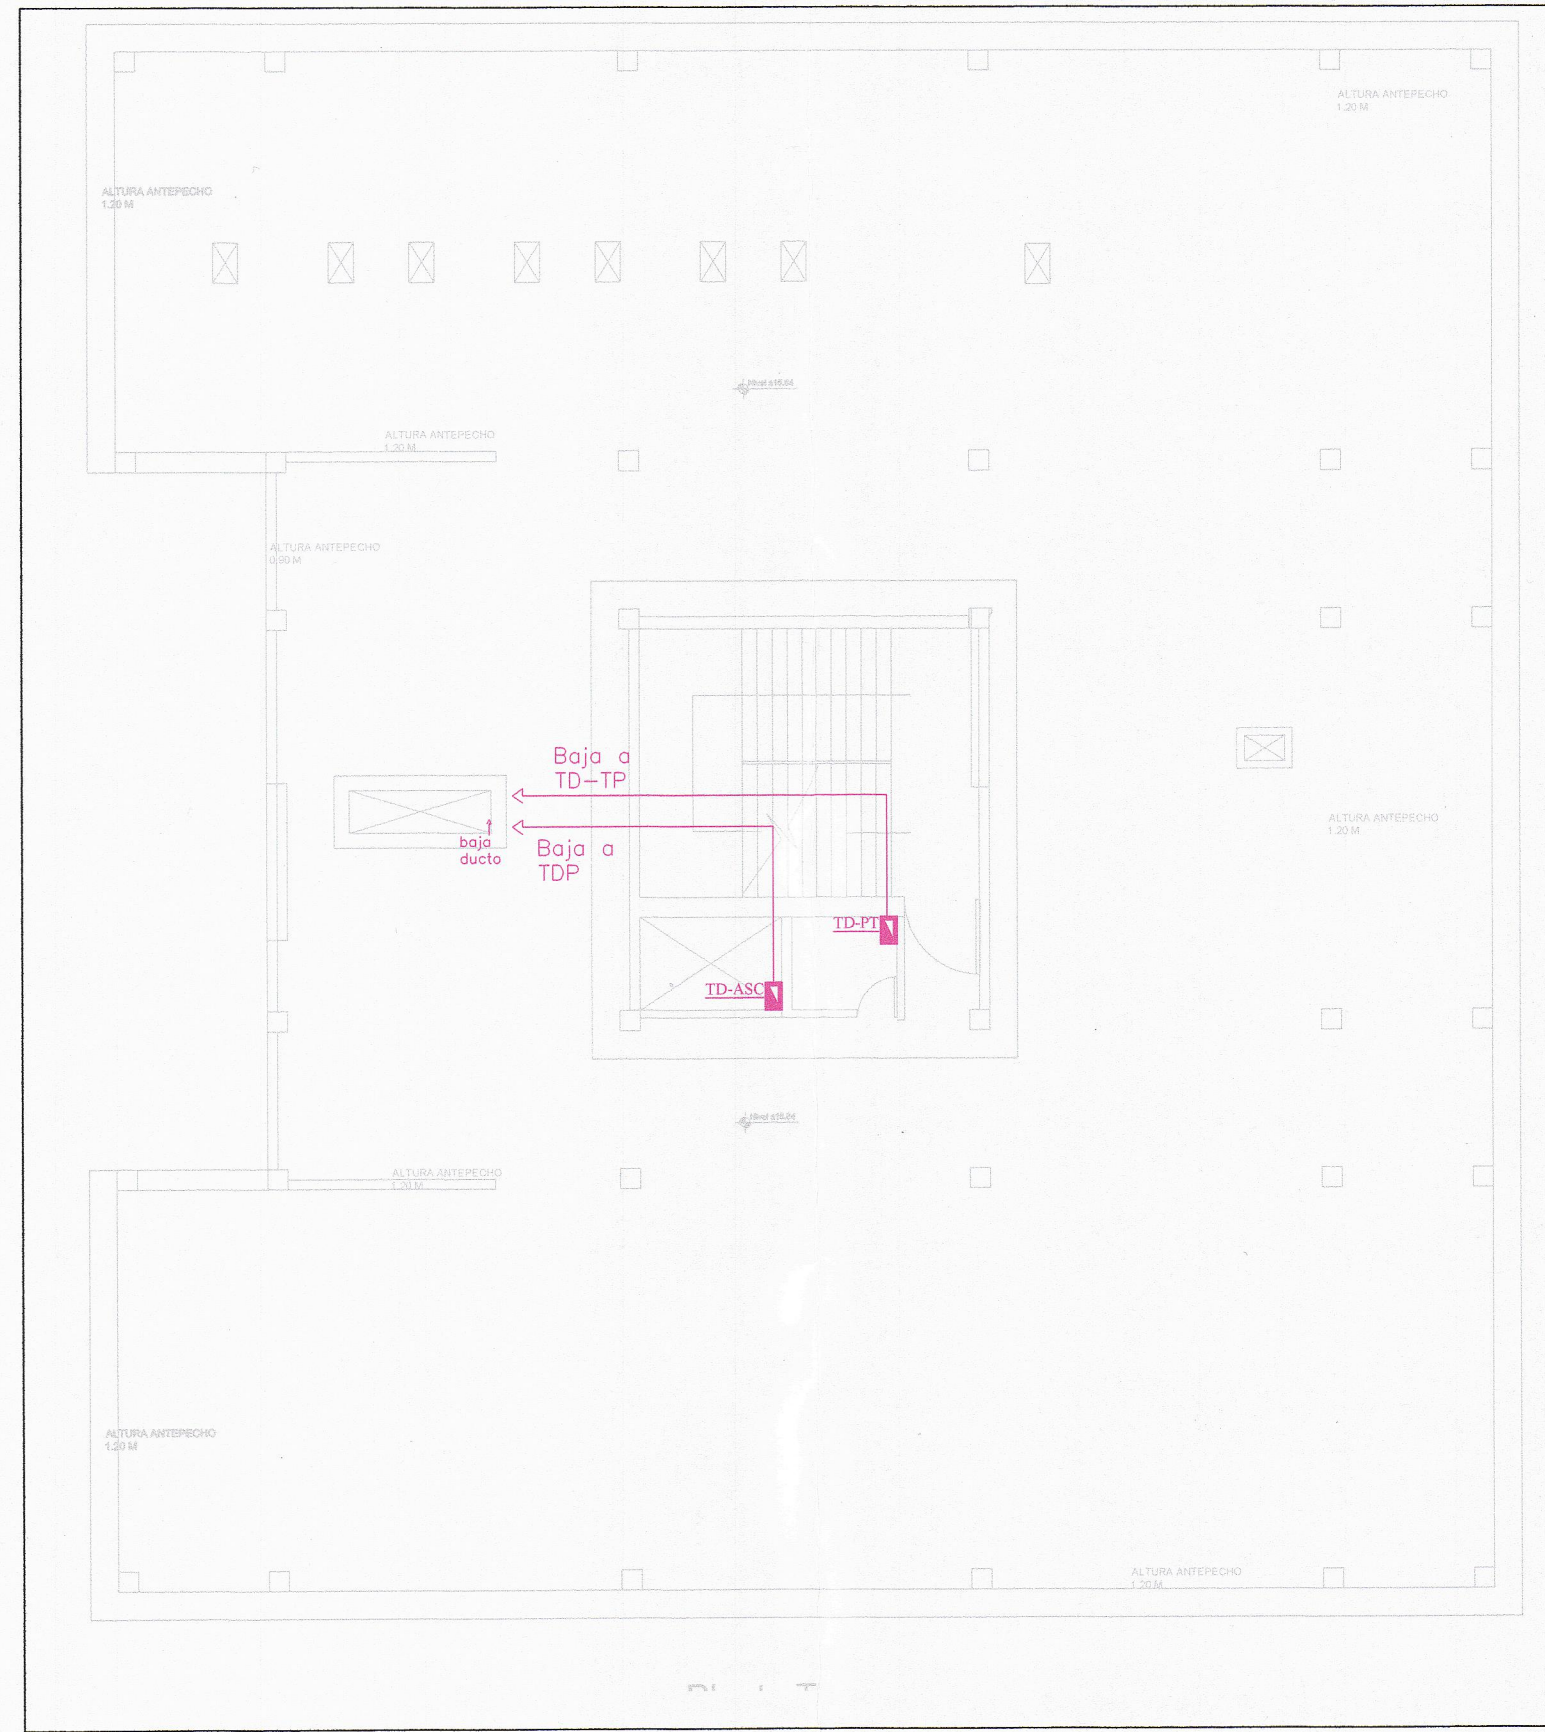 ALTURA ANTEPECHO
1.20 M
ALTURA ANTEPECHO
1.20 M
ALTURA ANTEPECHO
1.20 M
ALTURA ANTEPECHO
0.90 M
Baja a
TD-TP
baja
ducto
Baja a
TDP
ALTURA ANTEPECHO
1.20 M
TD-PT
TD-ASC
ALTURA ANTEPECHO
1.20 M
ALTURA ANTEPECHO
1.20 M
ALTURA ANTEPECHO
1.20 M